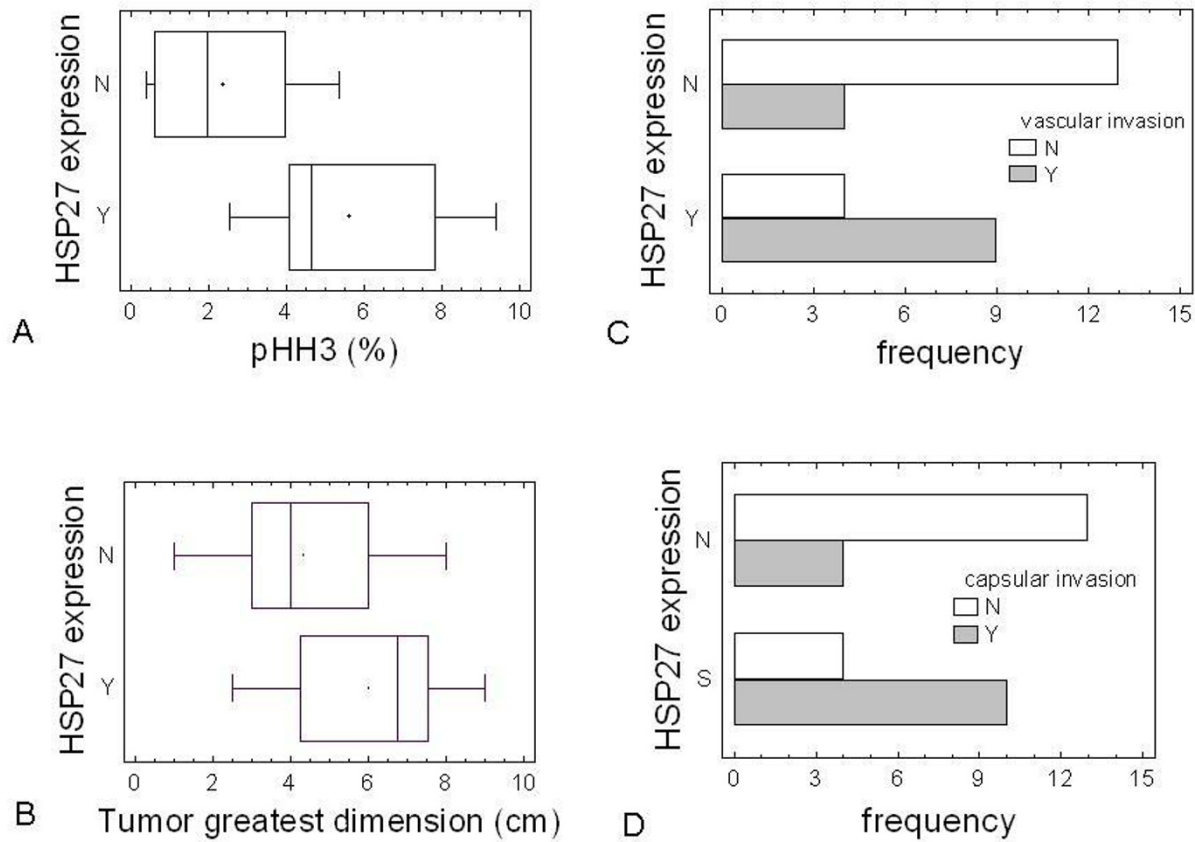 HSP27 expression
N
Y
0 2 4 6 8 10
pHH3 (%)
A
HSP27 expression
N
Y
vascular invasion
N
Y
0 3 6 9 12 15
frequency
C
HSP27 expression
N
Y
0 2 4 6 8 10
Tumor greatest dimension (cm)
B
HSP27 expression
N
S
capsular invasion
N
Y
0 3 6 9 12 15
frequency
D